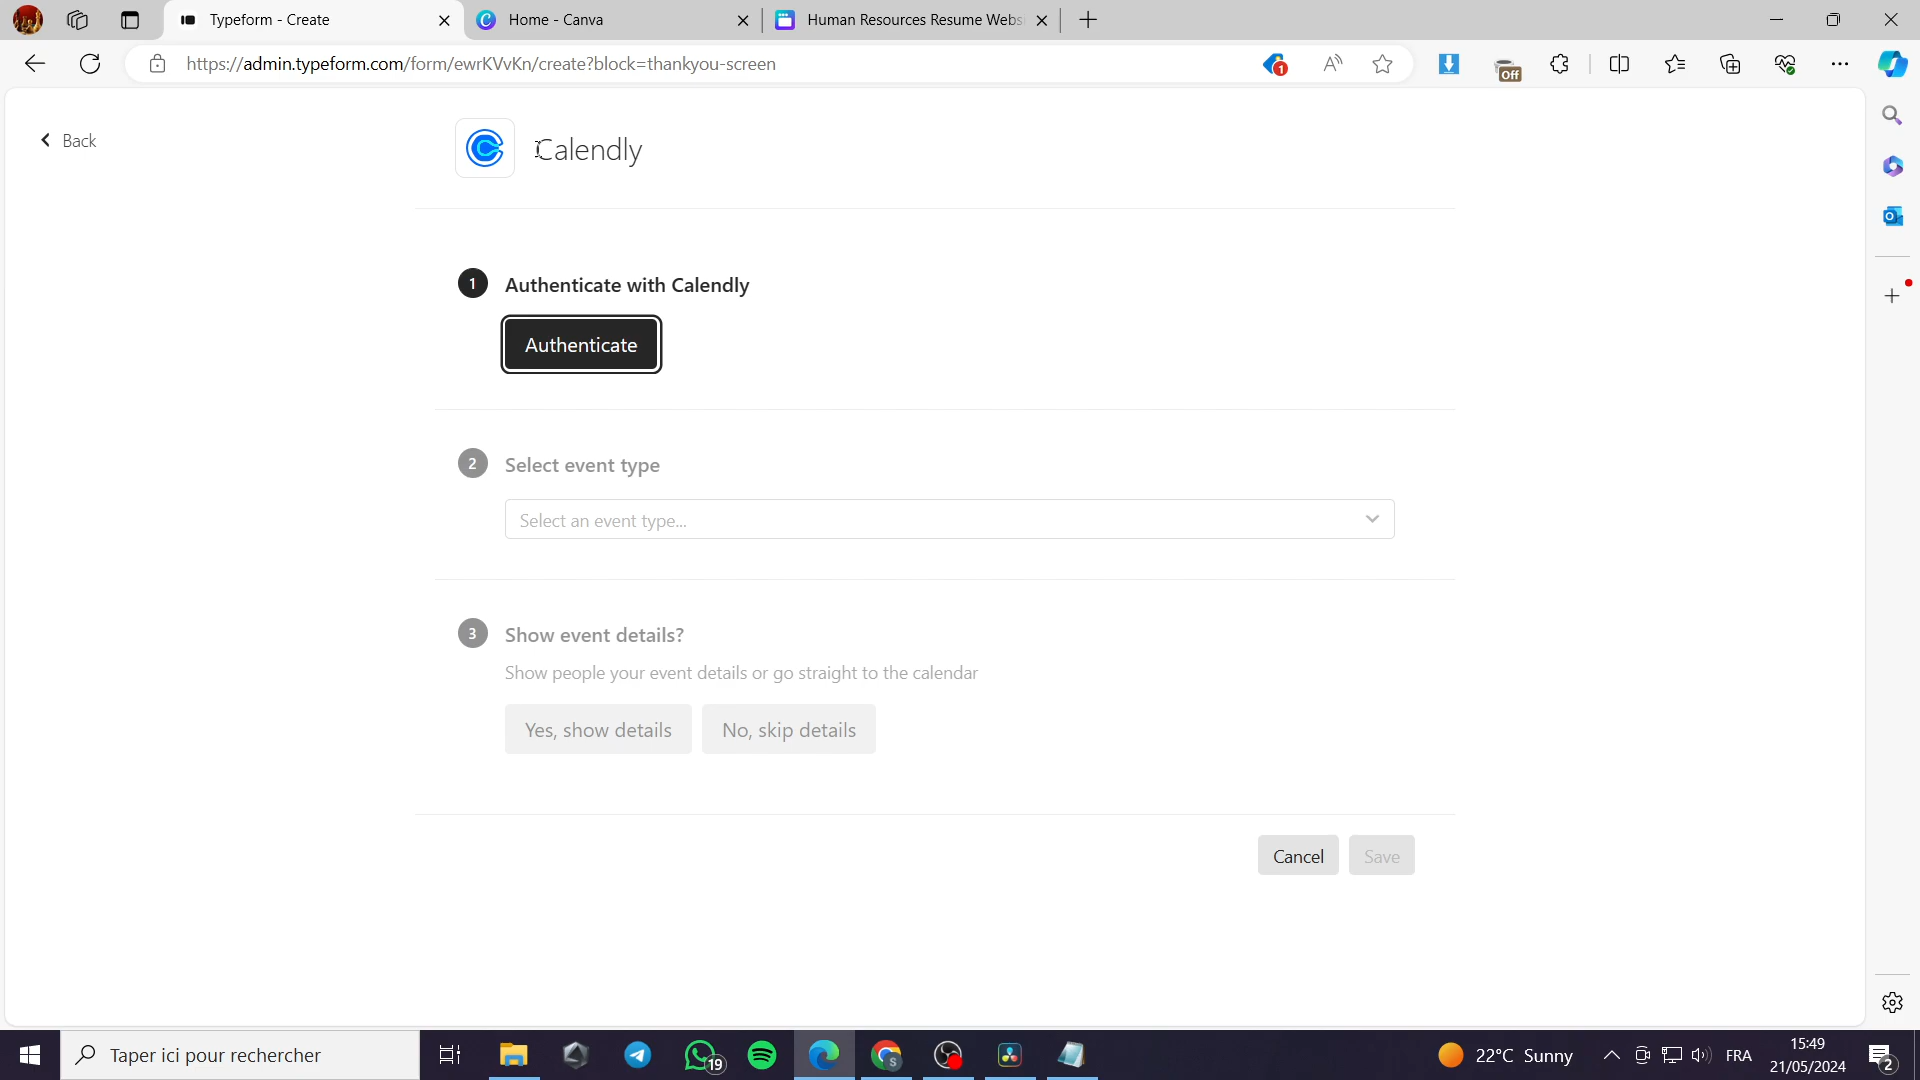 Typeform - Create
Home - Canva
Human Resources Resume Webs
https://admin.typeform.com/form/ewrKVvKn/create?block=thankyou-screen
1
Off
Back
Calendly
1 Authenticate with Calendly
Authenticate
2 Select event type
Select an event type...
3 Show event details?
Show people your event details or go straight to the calendar
Yes, show details
No, skip details
Cancel
Save
Taper ici pour rechercher
19
22°C Sunny
FRA
15:49
21/05/2024
2